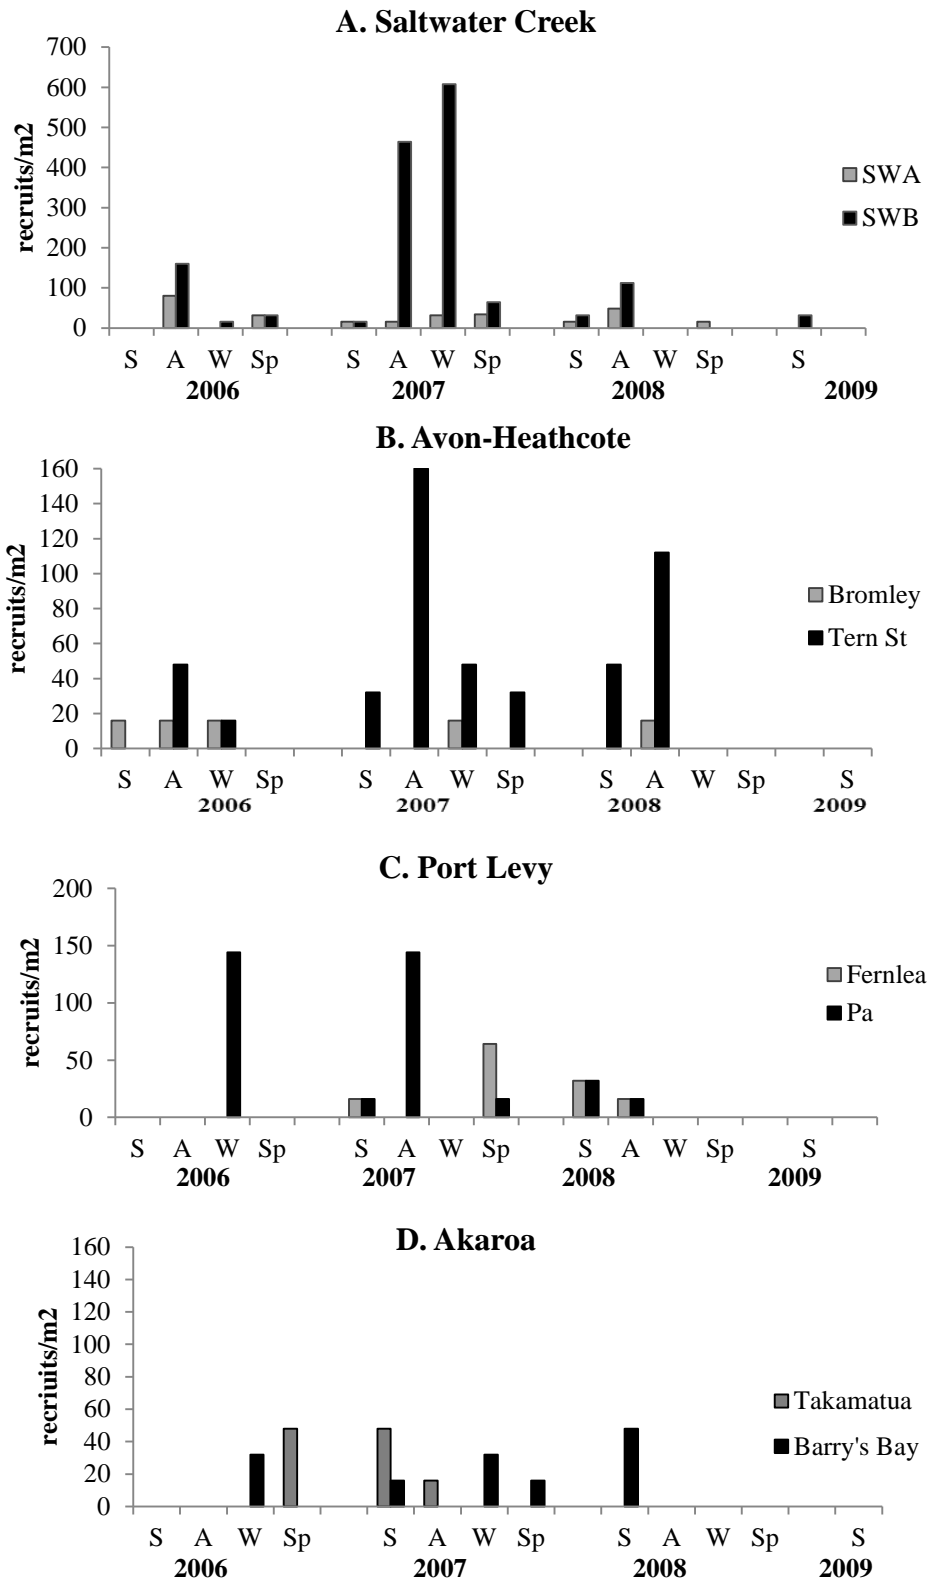 A. Saltwater Creek
700
600
500
400
300
200
100
0
recruits/m2
SWA
SWB
S A W Sp S A W Sp S A W Sp S
2006 2007 2008 2009
B. Avon-Heathcote
160
140
120
100
80
60
40
20
0
recruits/m2
Bromley
Tern St
S A W Sp S A W Sp S A W Sp S
2006 2007 2008 2009
C. Port Levy
200
150
100
50
0
recruits/m2
Fernlea
Pa
S A W Sp S A W Sp S A W Sp S
2006 2007 2008 2009
D. Akaroa
160
140
120
100
80
60
40
20
0
recriuits/m2
Takamatua
Barry's Bay
S A W Sp S A W Sp S A W Sp S
2006 2007 2008 2009